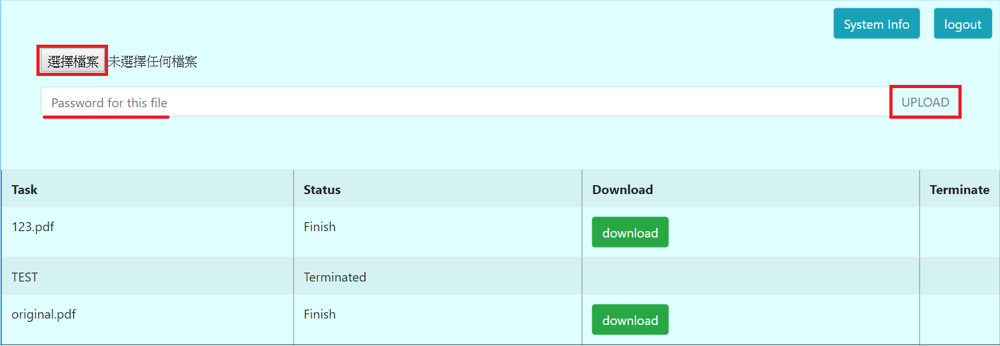 System Info logout
選擇檔案 未選擇任何檔案
Password for this file UPLOAD
Task Status Download Terminate
123.pdf Finish download
TEST Terminated
original.pdf Finish download